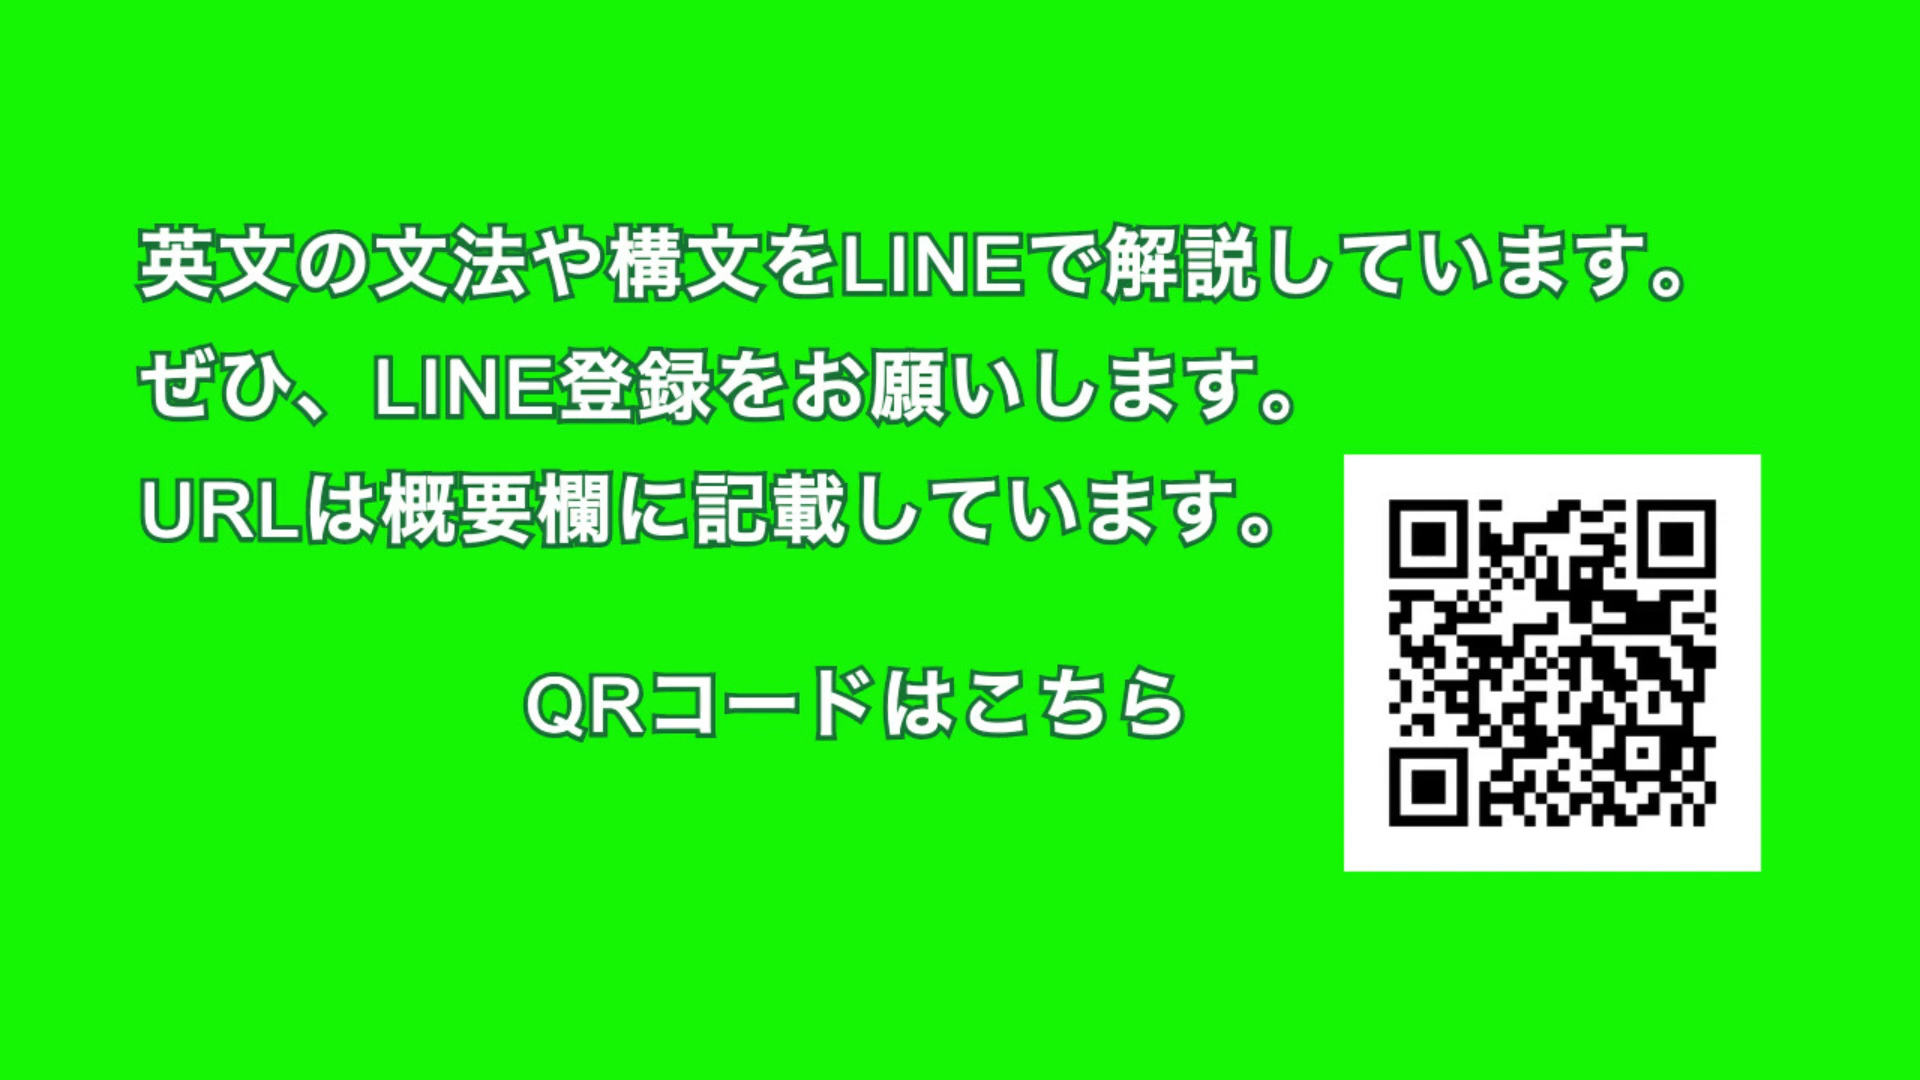 英文の文法や構文をLINEで解説しています。
ぜひ、LINE登録をお願いします。
URLは概要欄に記載しています。
QRコードはこちら